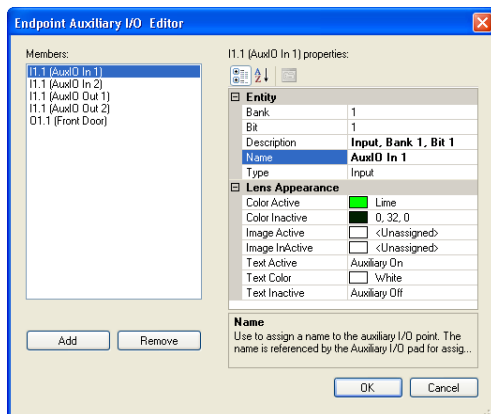 Endpoint Auxiliary I/O Editor
Members:
I1.1 (AuxIO In 1)
I1.1 (AuxIO In 2)
I1.1 (AuxIO Out 1)
I1.1 (AuxIO Out 2)
O1.1 (Front Door)
Add
Remove
I1.1 (AuxIO In 1) properties:
Entity
Bank 1
Bit 1
Description Input, Bank 1, Bit 1
Name AuxIO In 1
Type Input
Lens Appearance
Color Active Lime
Color Inactive 0, 32, 0
Image Active <Unassigned>
Image InActive <Unassigned>
Text Active Auxiliary On
Text Color White
Text Inactive Auxiliary Off
Name
Use to assign a name to the auxiliary I/O point. The
name is referenced by the Auxiliary I/O pad for assig...
OK
Cancel